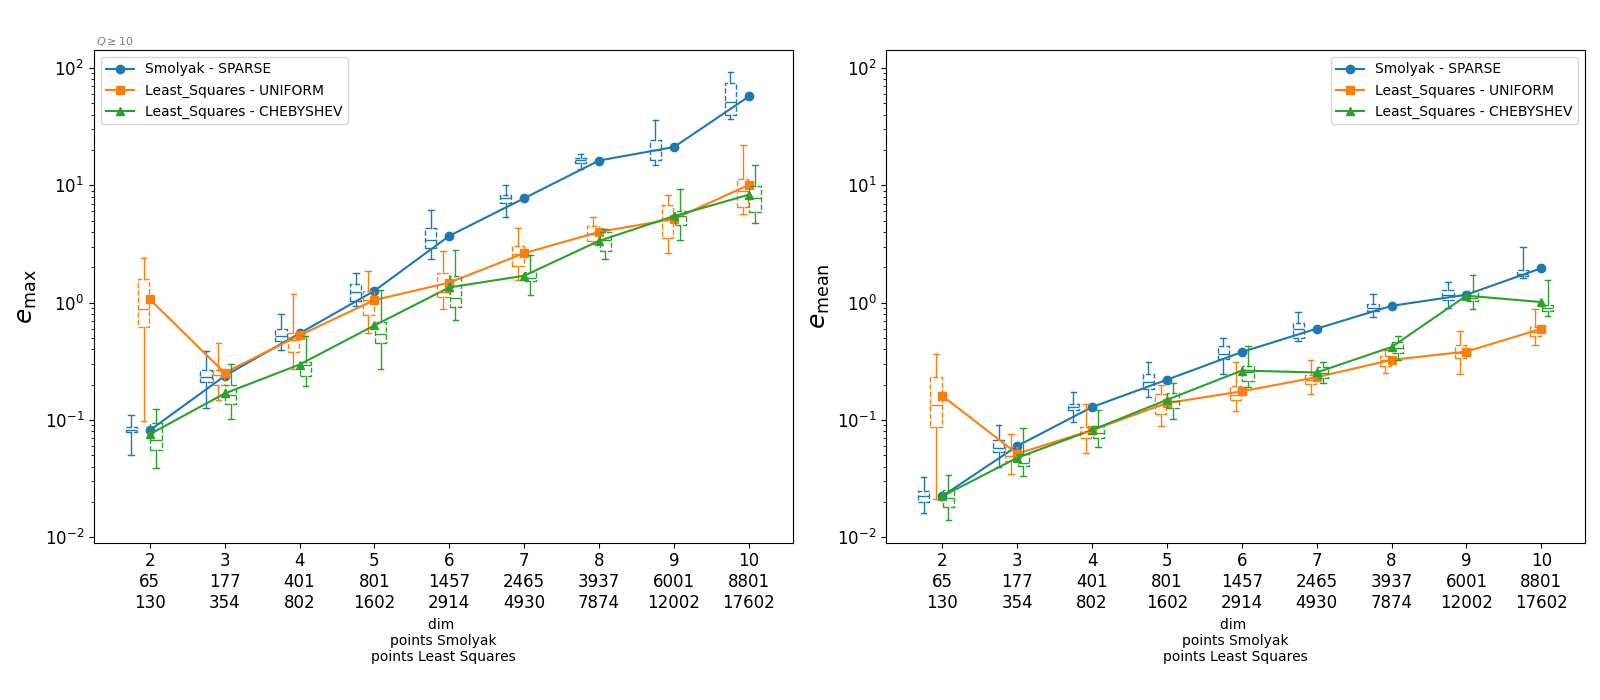 Q ≥ 10
10²
10¹
10⁰
10⁻¹
10⁻²
e_max
Smolyak - SPARSE
Least_Squares - UNIFORM
Least_Squares - CHEBYSHEV
2 3 4 5 6 7 8 9 10
65 177 401 801 1457 2465 3937 6001 8801
130 354 802 1602 2914 4930 7874 12002 17602
dim
points Smolyak
points Least Squares
10²
10¹
10⁰
10⁻¹
10⁻²
e_mean
Smolyak - SPARSE
Least_Squares - UNIFORM
Least_Squares - CHEBYSHEV
2 3 4 5 6 7 8 9 10
65 177 401 801 1457 2465 3937 6001 8801
130 354 802 1602 2914 4930 7874 12002 17602
dim
points Smolyak
points Least Squares